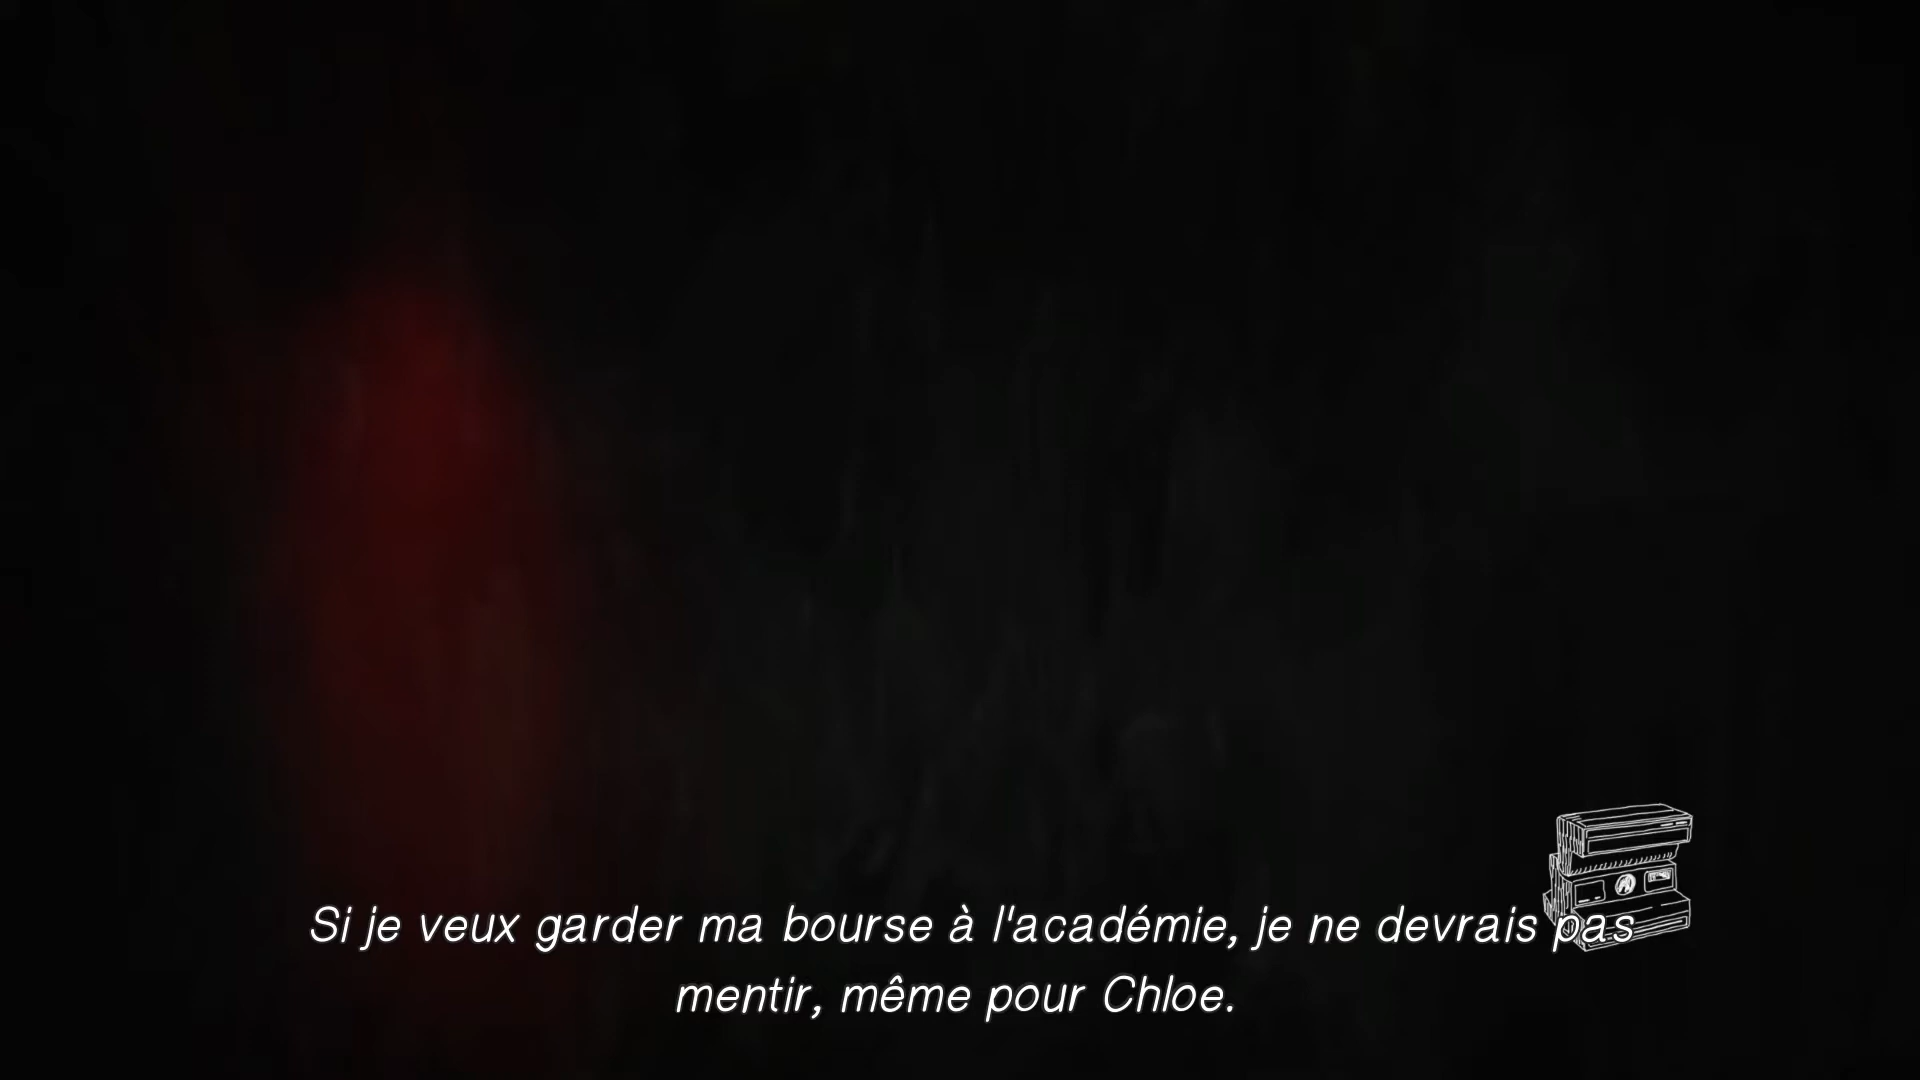 Si je veux garder ma bourse à l'académie, je ne devrais pas
mentir, même pour Chloe.